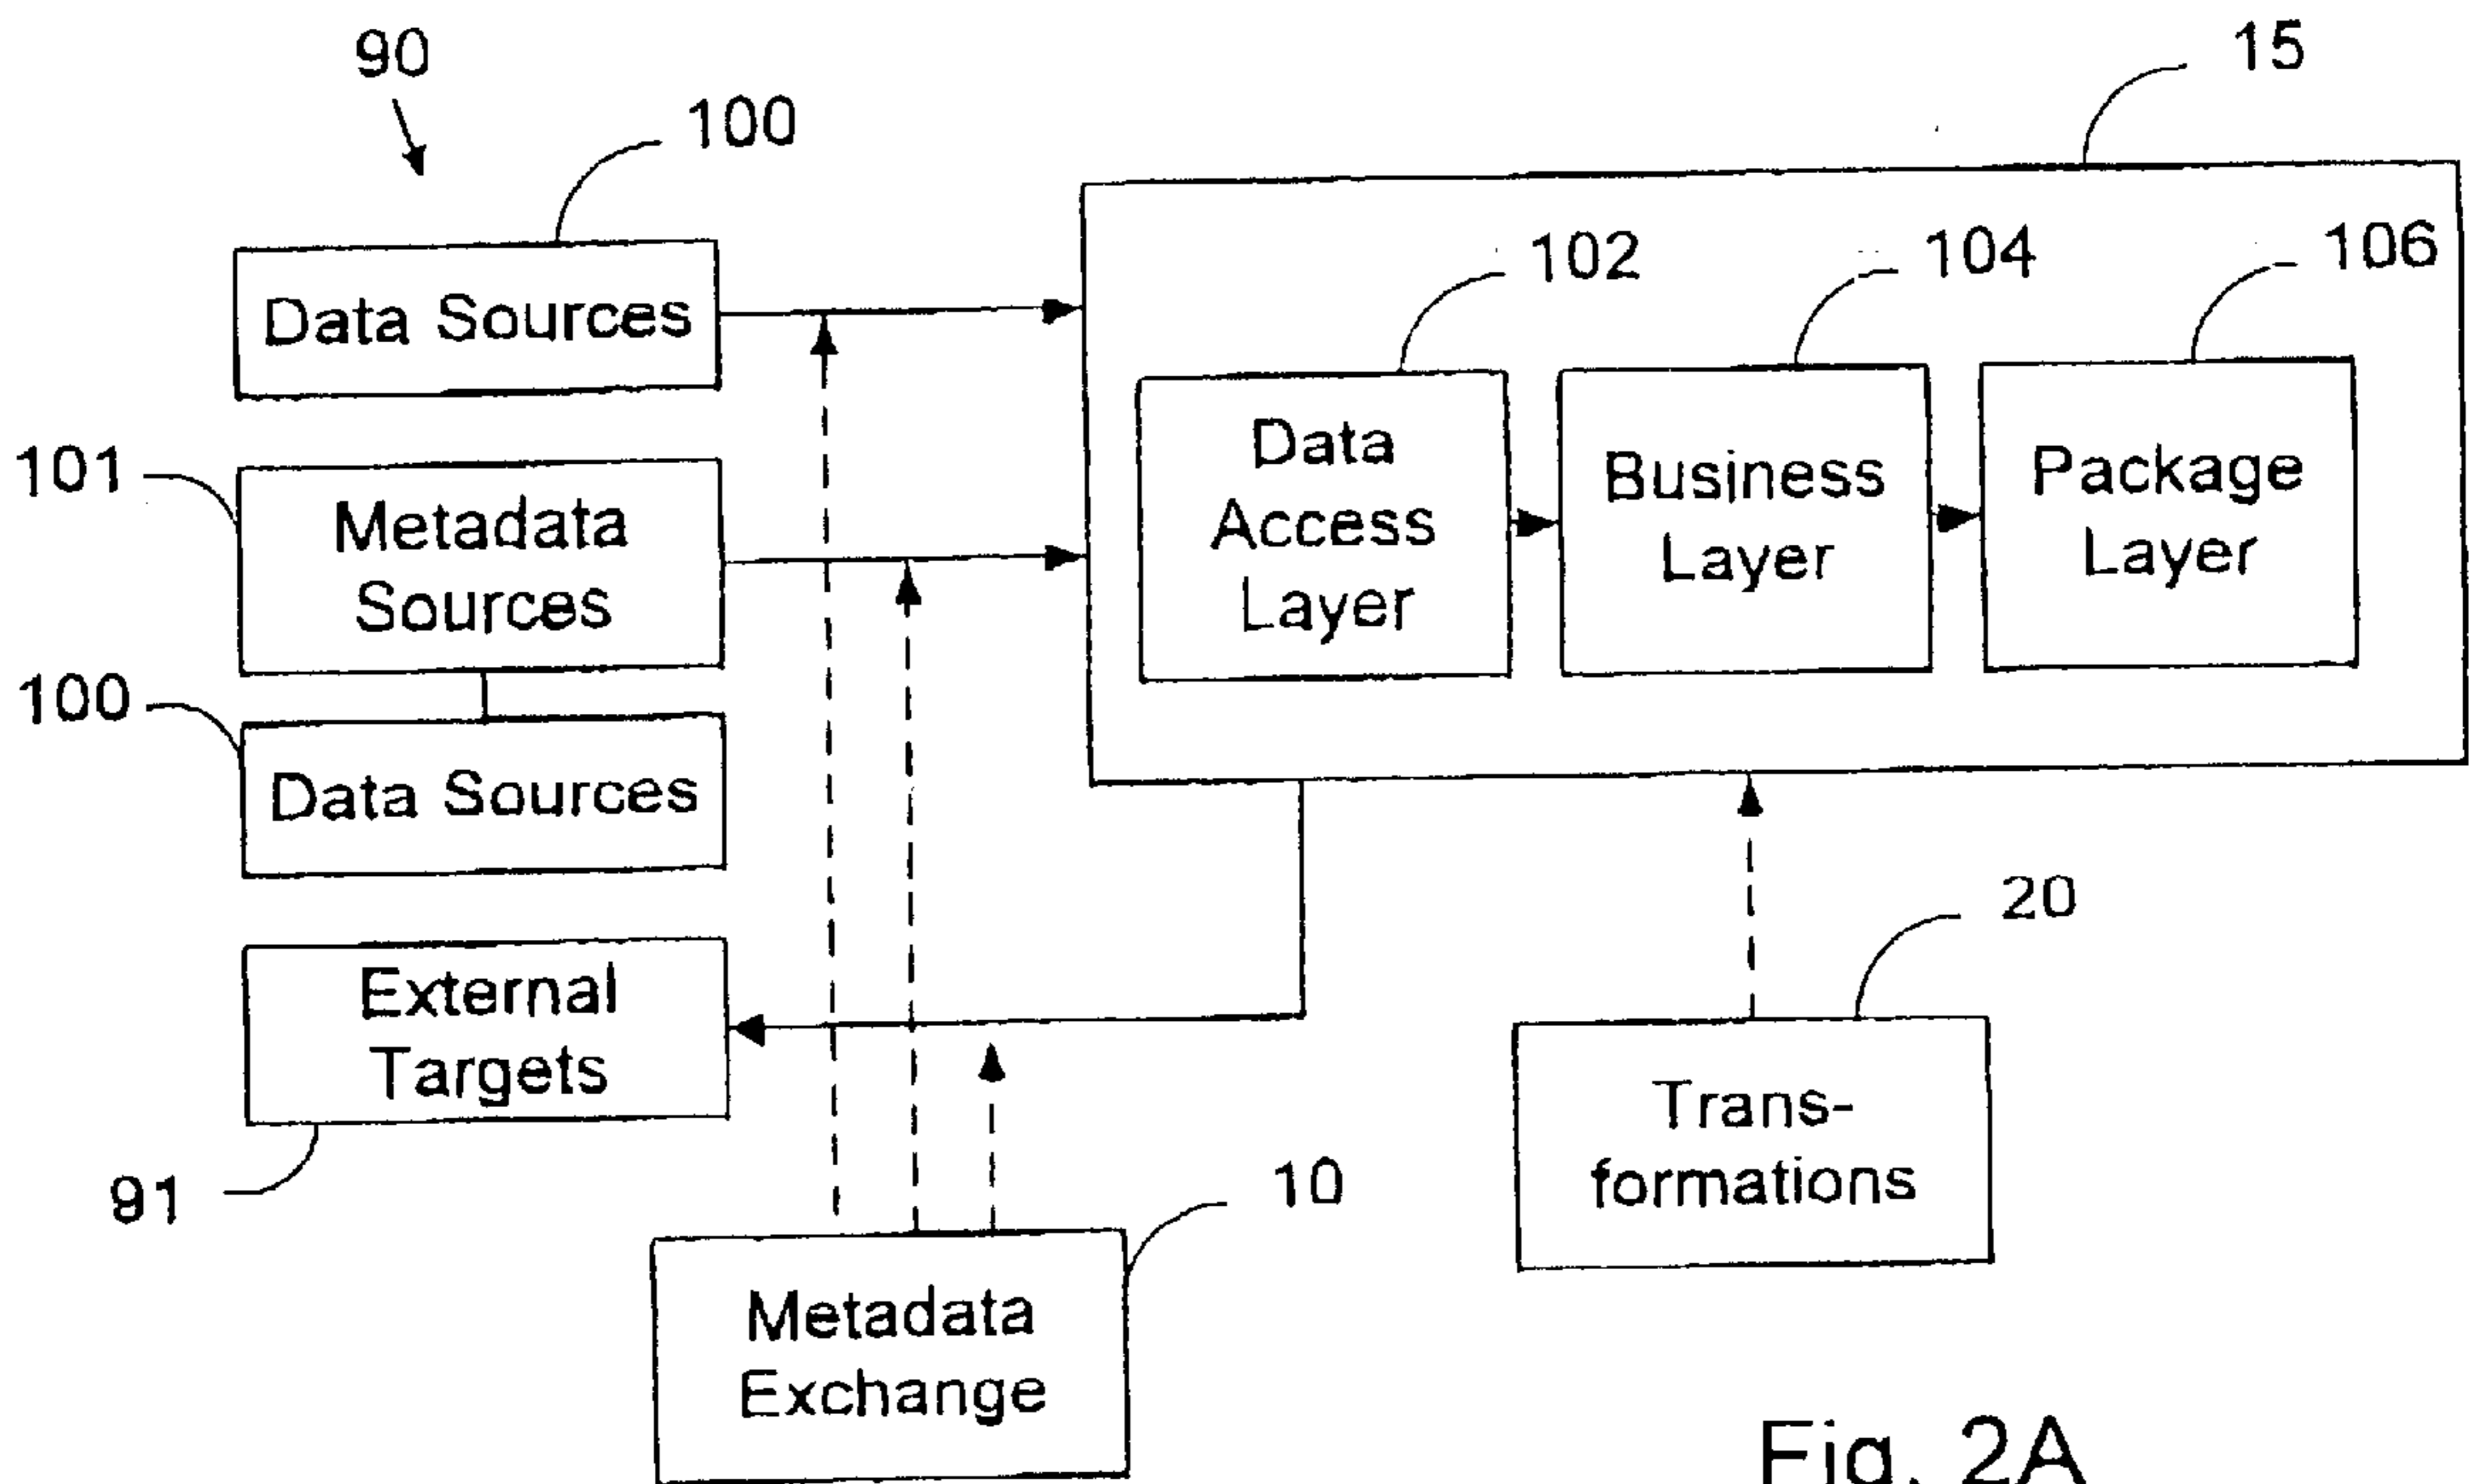 90
100
15
Data Sources
102
104
106
101
Metadata
Sources
Data
Access
Layer
Business
Layer
Package
Layer
100
Data Sources
20
External
Targets
91
Trans-
formations
10
Metadata
Exchange
Fig. 2A